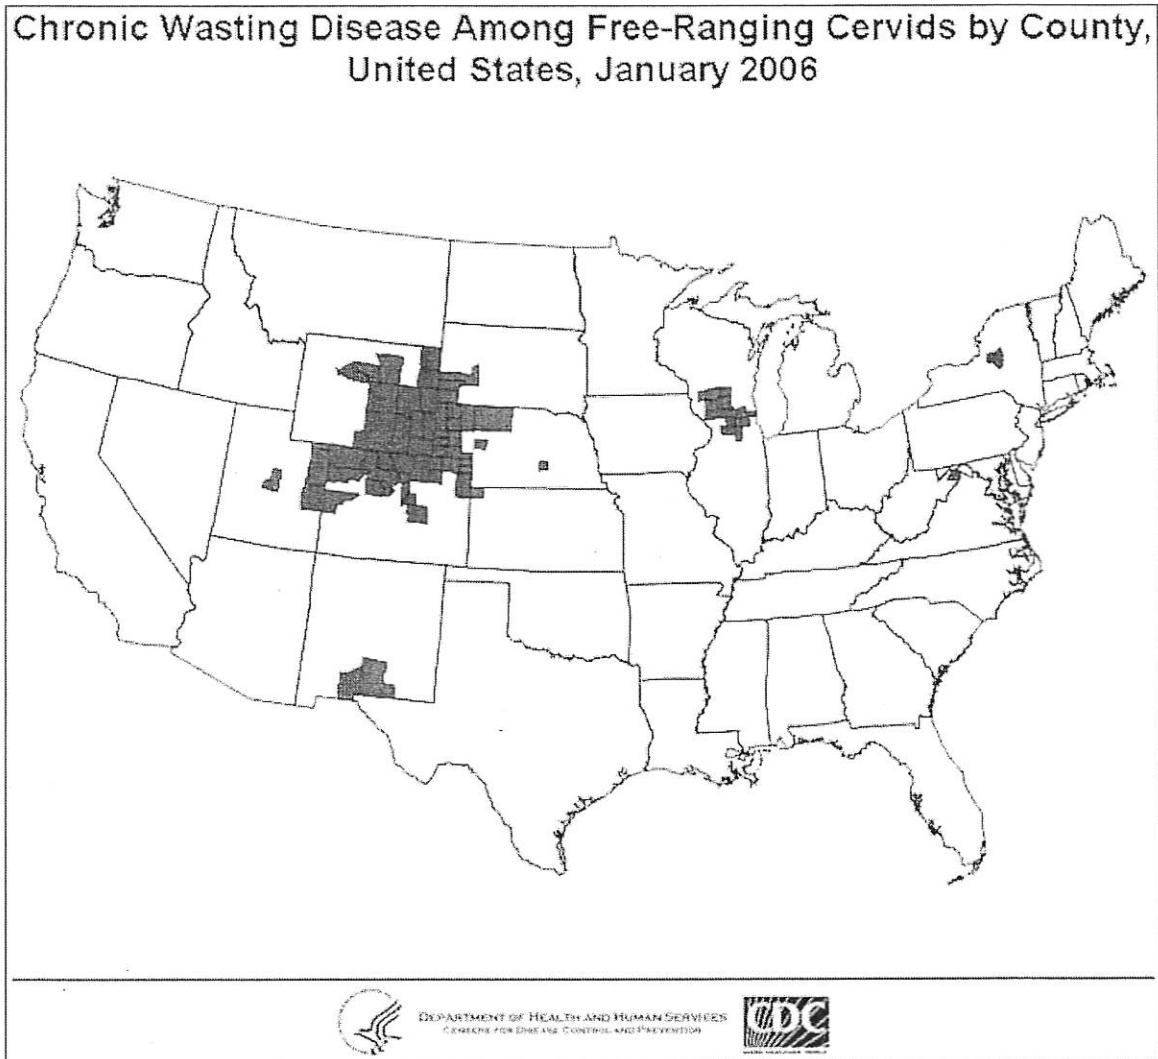 Chronic Wasting Disease Among Free-Ranging Cervids by County,
United States, January 2006
DEPARTMENT OF HEALTH AND HUMAN SERVICES
CENTERS FOR DISEASE CONTROL AND PREVENTION
CDC